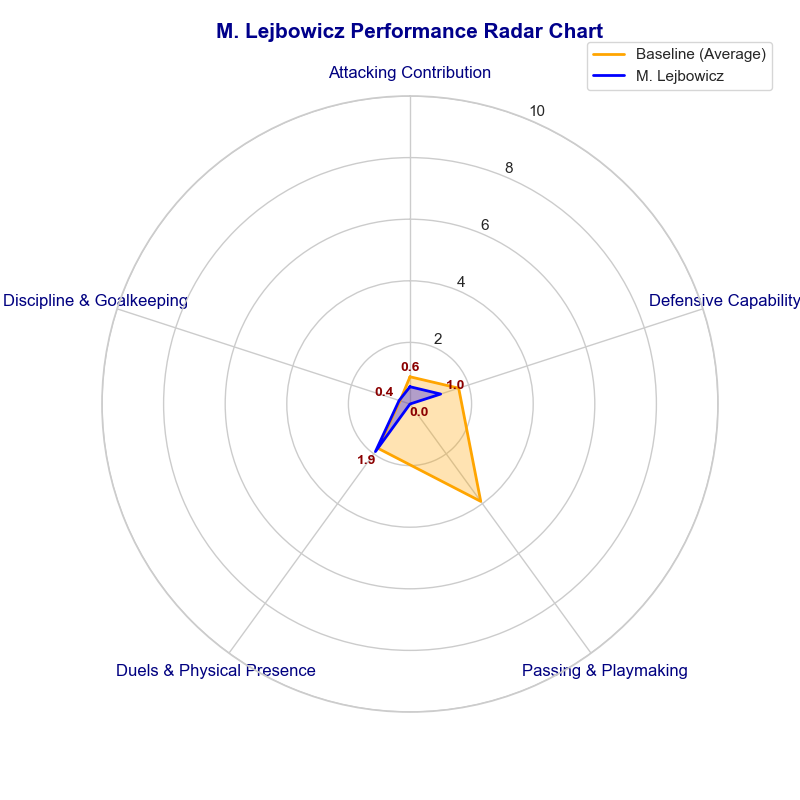 M. Lejbowicz Performance Radar Chart
Baseline (Average)
M. Lejbowicz
Attacking Contribution
10
8
6
4
2
Discipline & Goalkeeping
Defensive Capability
0.6
0.4
1.0
0.0
1.9
Duels & Physical Presence
Passing & Playmaking